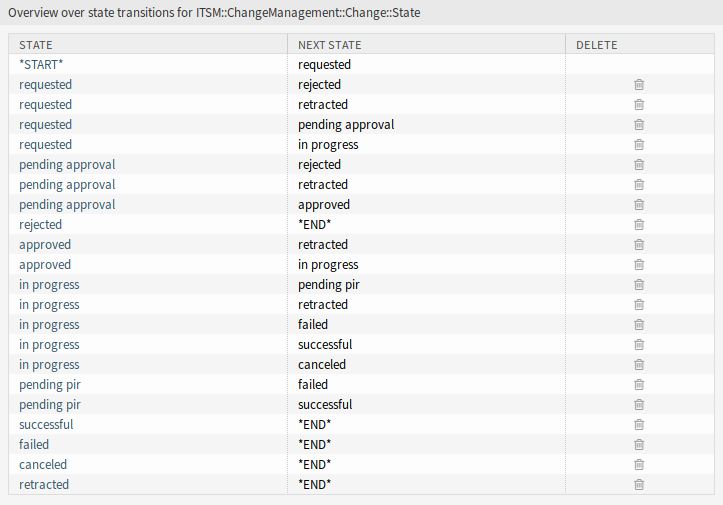 Overview over state transitions for ITSM::ChangeManagement::Change::State
STATE NEXT STATE DELETE
*START* requested
requested rejected
requested retracted
requested pending approval
requested in progress
pending approval rejected
pending approval retracted
pending approval approved
rejected *END*
approved retracted
approved in progress
in progress pending pir
in progress retracted
in progress failed
in progress successful
in progress canceled
pending pir failed
pending pir successful
successful *END*
failed *END*
canceled *END*
retracted *END*